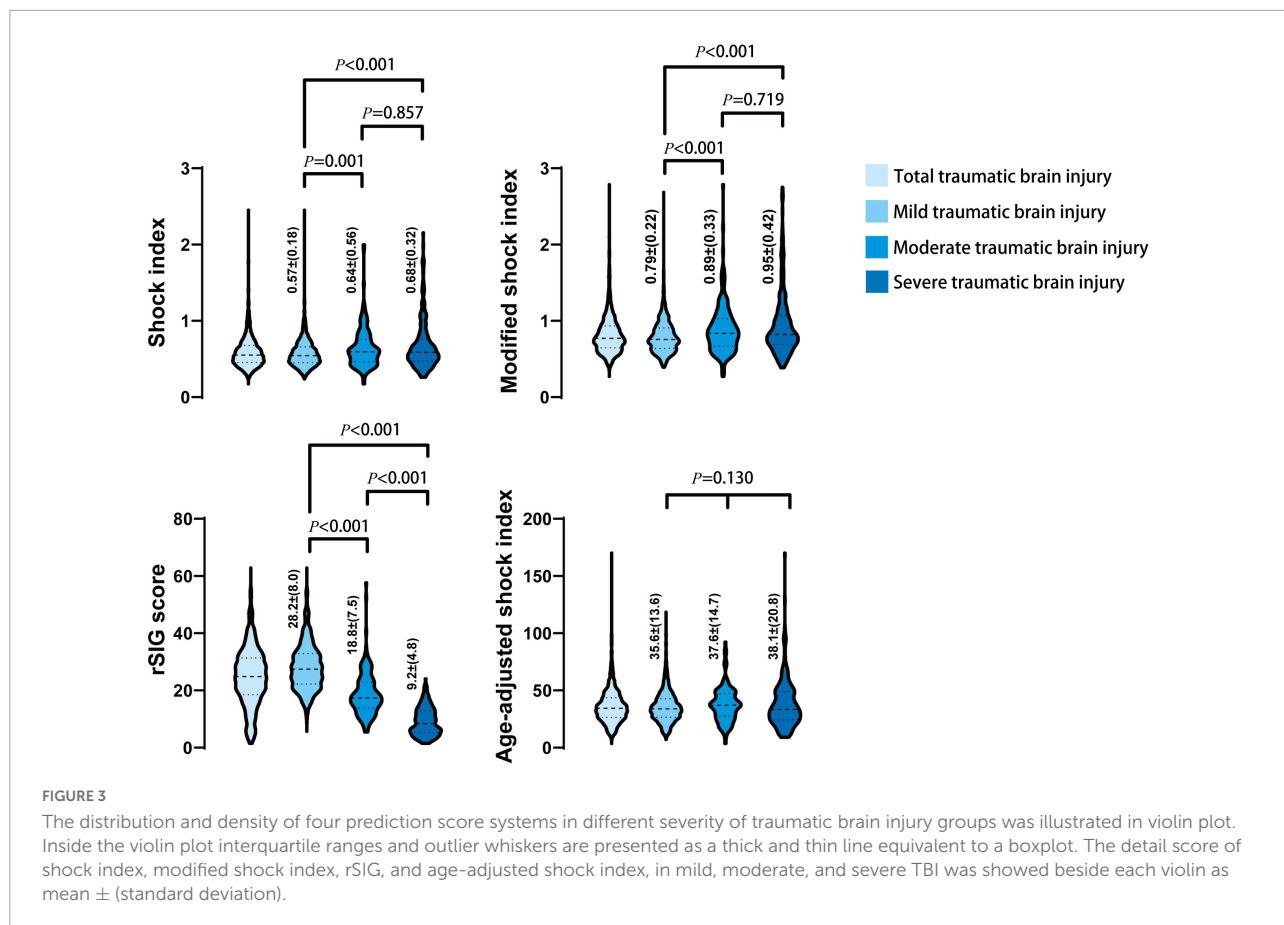 P<0.001
P=0.857
P=0.001
Shock index
3
2
1
0
0.57±(0.18)
0.64±(0.56)
0.68±(0.32)
P<0.001
P=0.719
P<0.001
Modified shock index
3
2
1
0
0.79±(0.22)
0.89±(0.33)
0.95±(0.42)
Total traumatic brain injury
Mild traumatic brain injury
Moderate traumatic brain injury
Severe traumatic brain injury
P<0.001
P<0.001
P<0.001
rSIG score
80
60
40
20
0
28.2±(8.0)
18.8±(7.5)
9.2±(4.8)
P=0.130
Age-adjusted shock index
200
150
100
50
0
35.6±(13.6)
37.6±(14.7)
38.1±(20.8)
FIGURE 3
The distribution and density of four prediction score systems in different severity of traumatic brain injury groups was illustrated in violin plot.
Inside the violin plot interquartile ranges and outlier whiskers are presented as a thick and thin line equivalent to a boxplot. The detail score of
shock index, modified shock index, rSIG, and age-adjusted shock index, in mild, moderate, and severe TBI was showed beside each violin as
mean ± (standard deviation).